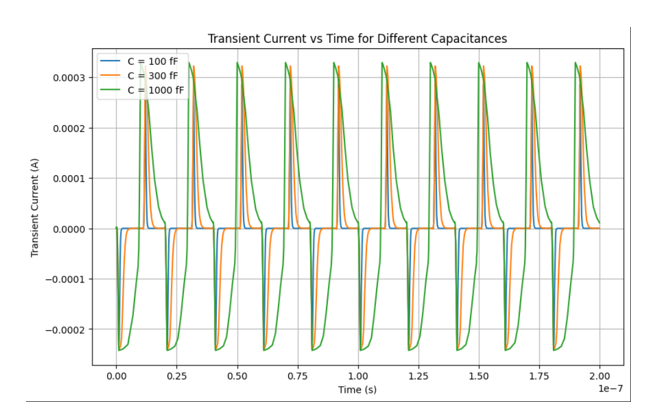 Transient Current vs Time for Different Capacitances
C = 100 fF
C = 300 fF
C = 1000 fF
0.0003
0.0002
0.0001
0.0000
−0.0001
−0.0002
Transient Current (A)
0.00 0.25 0.50 0.75 1.00 1.25 1.50 1.75 2.00
1e−7
Time (s)